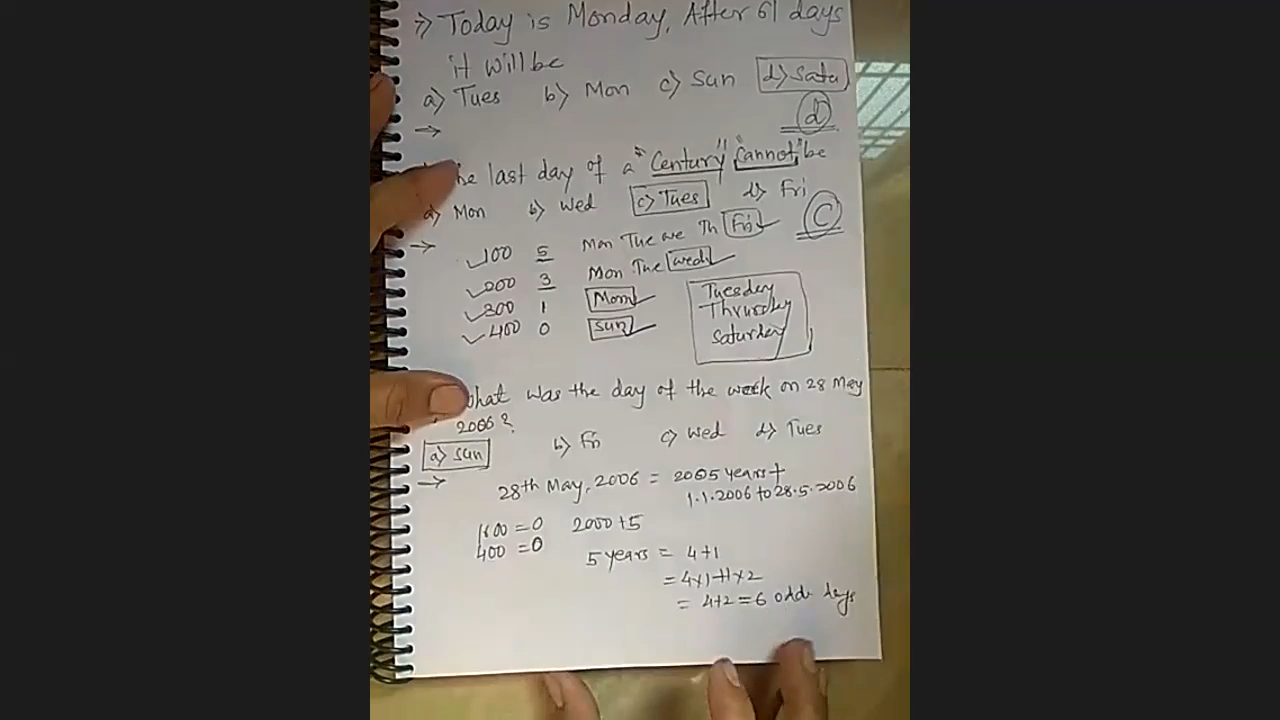 7) Today is Monday, After 61 days
it will be
a) Tues b) Mon c) Sun d) Satu
→ d
he last day of a "Century" "Cannot" be
a) Mon b) Wed c) Tues d) Fri
→ C
100 5 Mon Tue We Th Fri
200 3 Mon Tue Wed
300 1 Mon
400 0 Sun
Tuesday
Thrusday
Saturday
hat was the day of the week on 28 May
2006?
a) Sun b) Fri c) Wed d) Tues
→ 28th May, 2006 = 2005 years +
1.1.2006 to 28.5.2006
1600 = 0 2000 + 5
400 = 0
5 years = 4+1
= 4x1+1x2
= 4+2 = 6 odd days